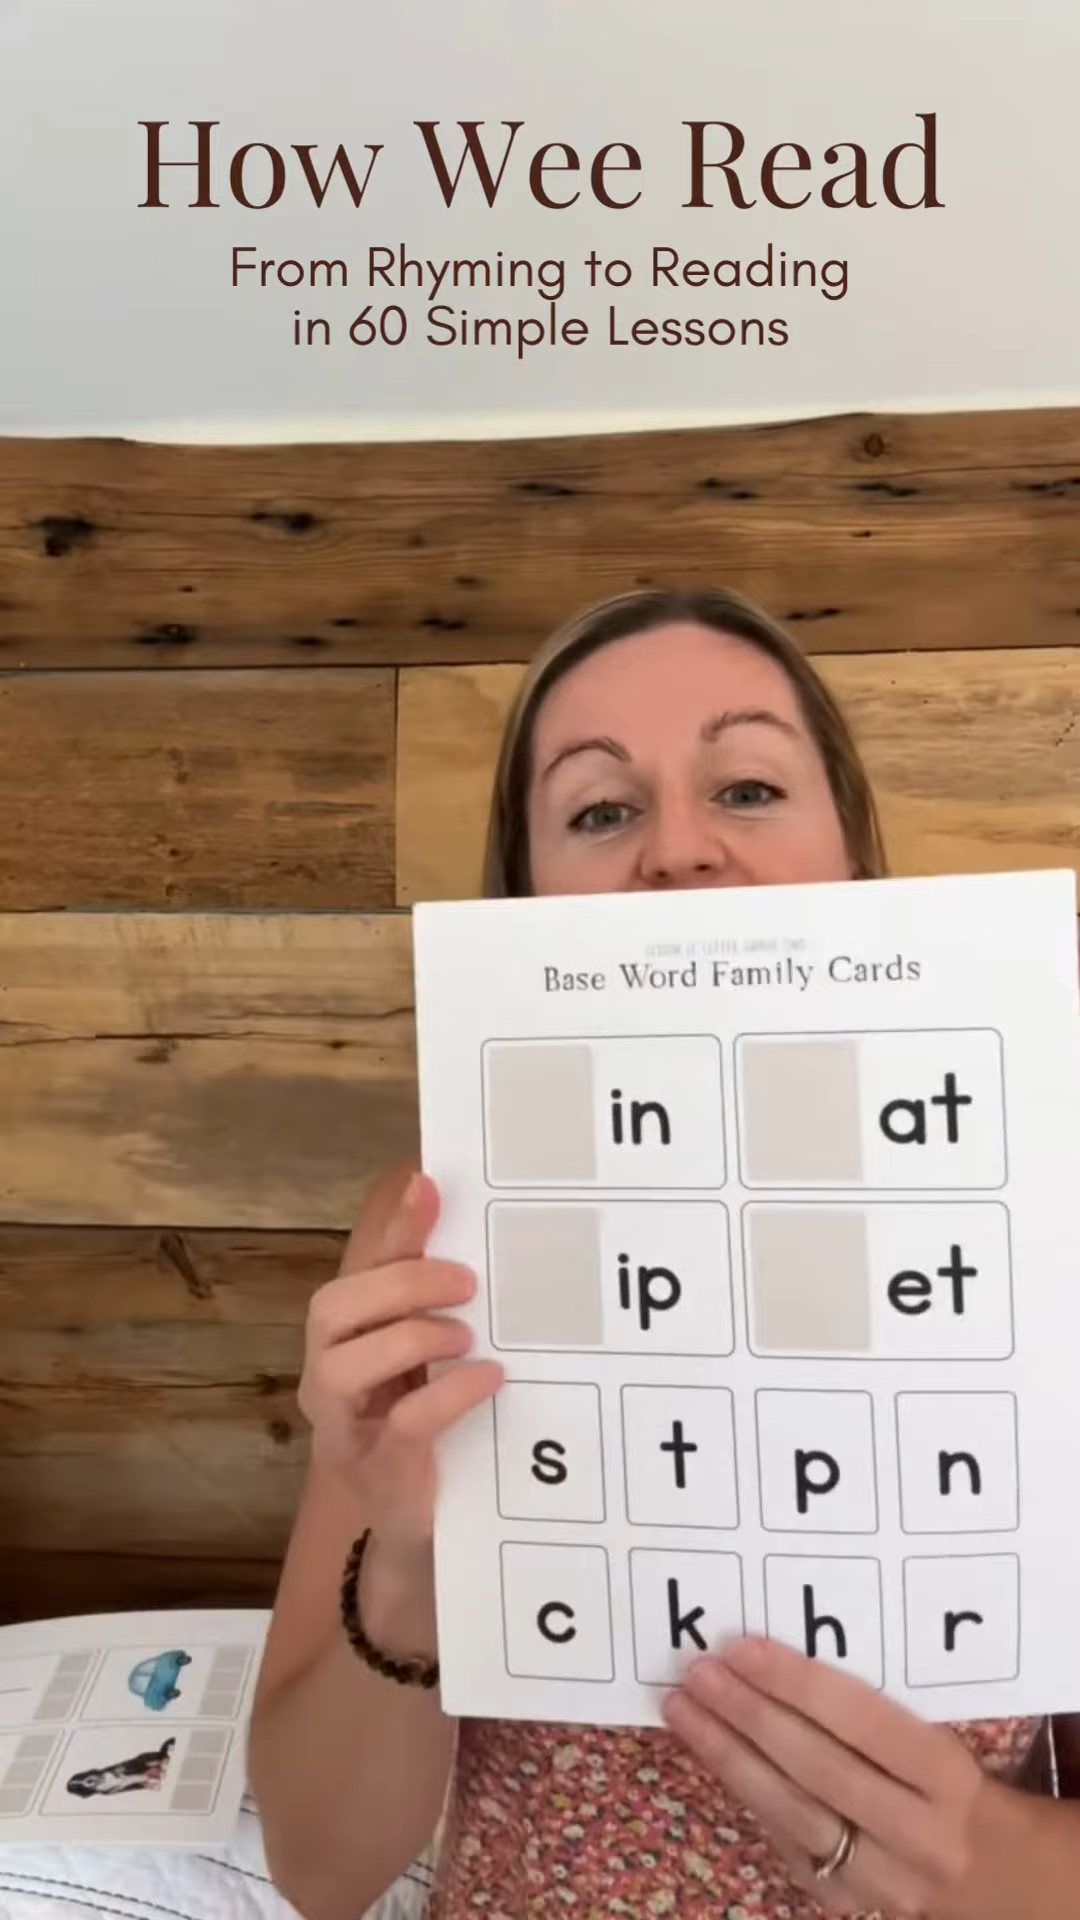 How Wee Read
From Rhyming to Reading
in 60 Simple Lessons
Base Word Family Cards
in at
ip et
s t p n
c k h r